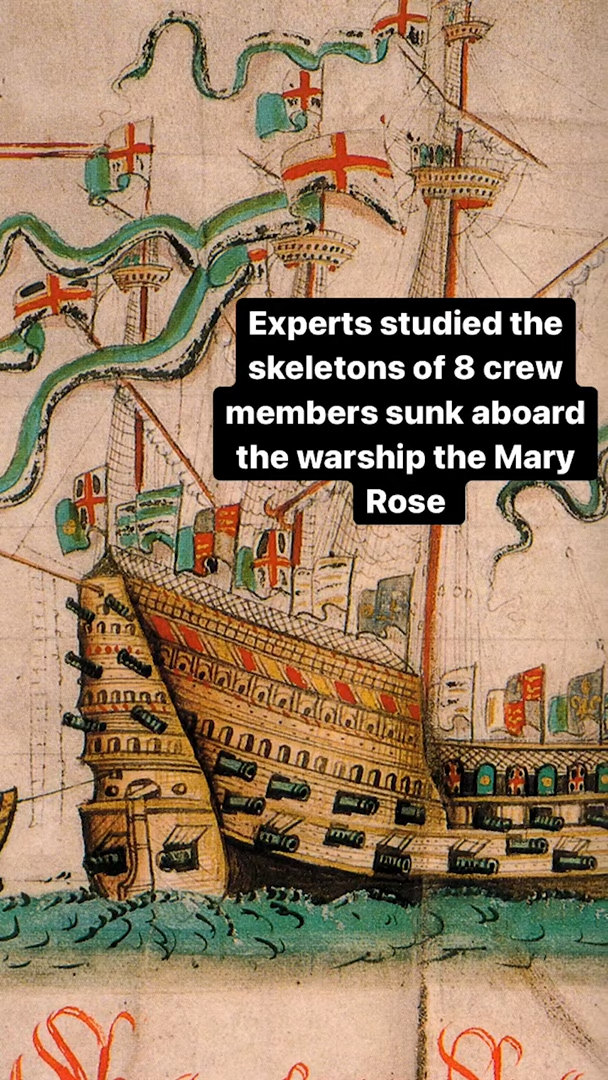 Experts studied the
skeletons of 8 crew
members sunk aboard
the warship the Mary
Rose